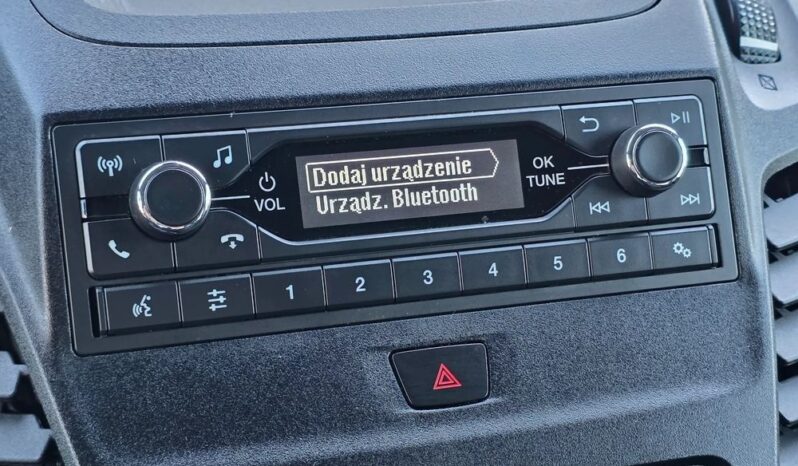 Dodaj urządzenie
Urządz. Bluetooth
VOL
OK
TUNE
1 2 3 4 5 6